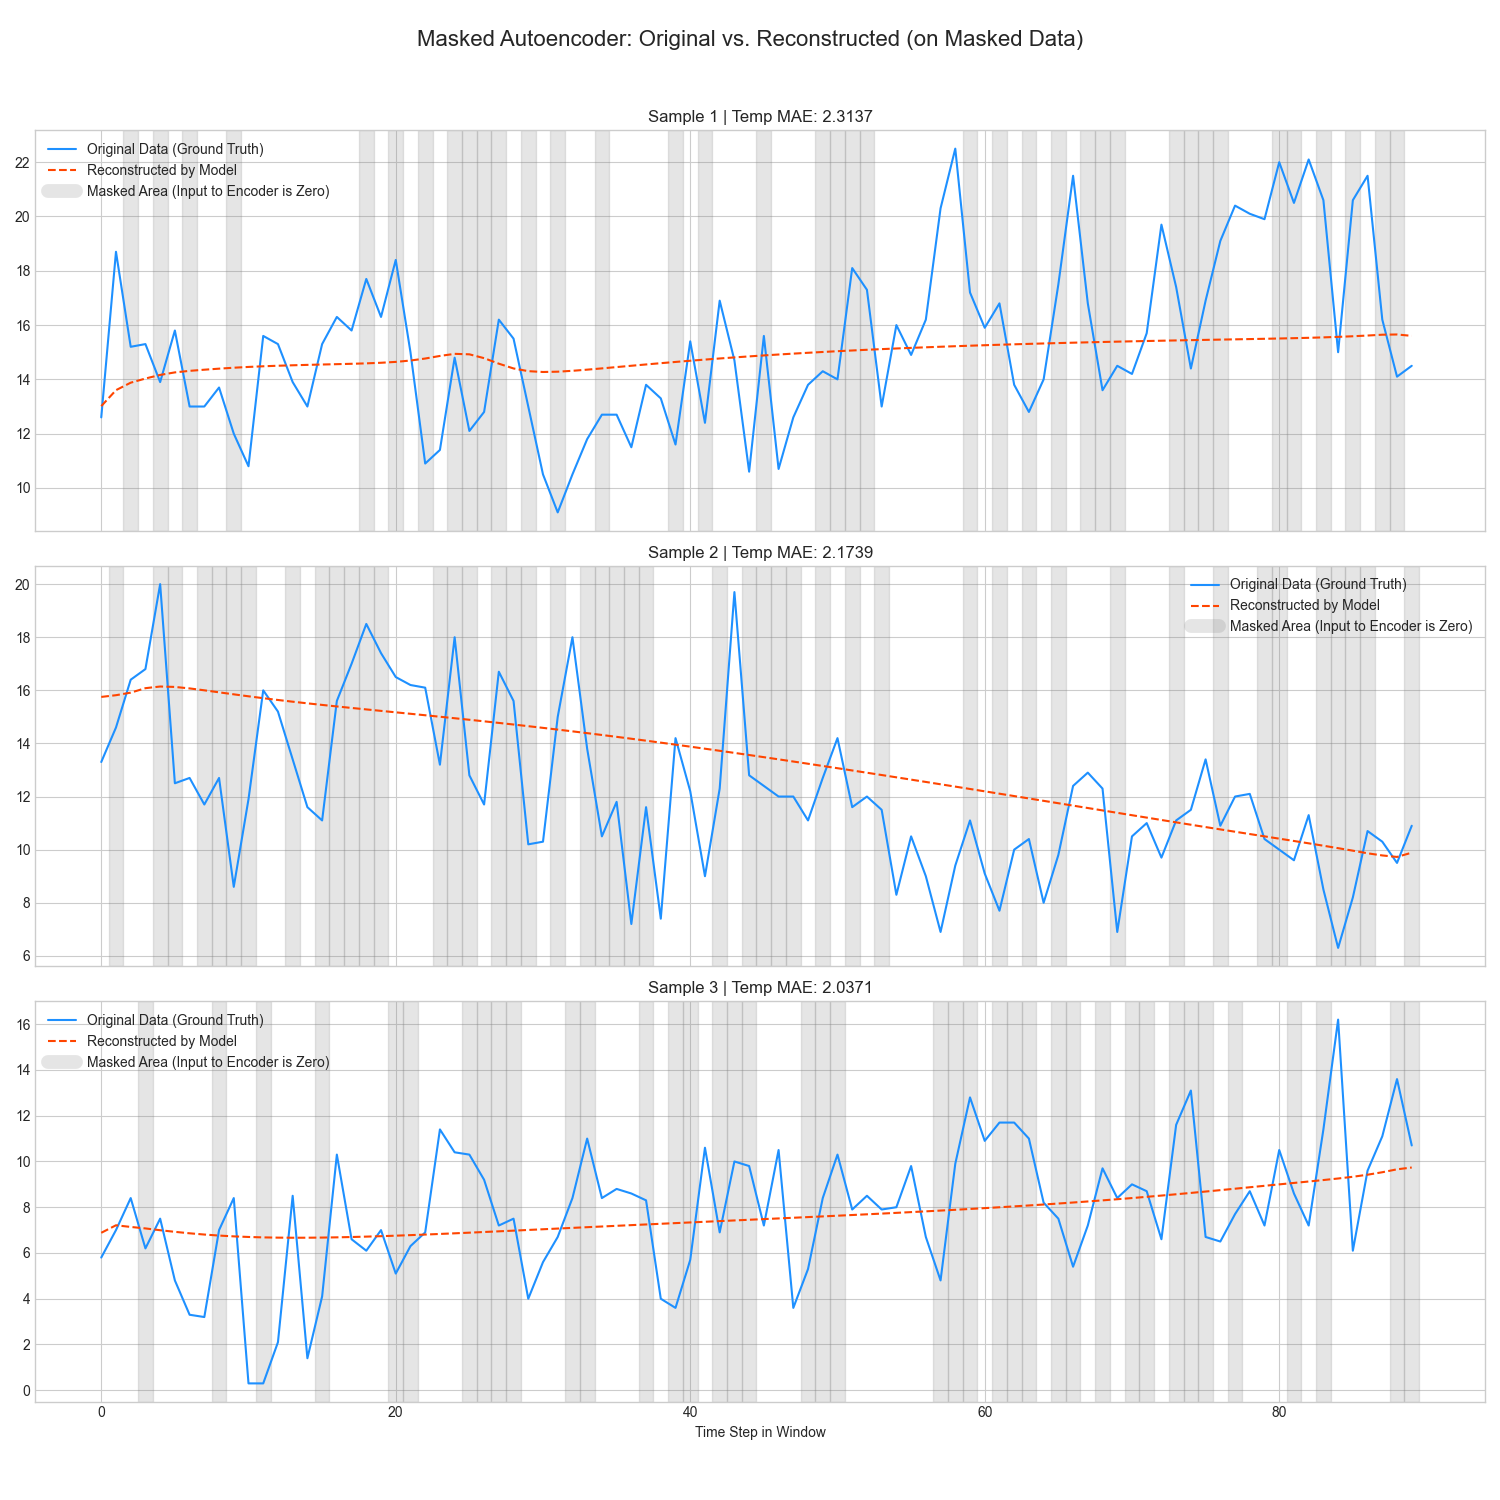 Masked Autoencoder: Original vs. Reconstructed (on Masked Data)
Sample 1 | Temp MAE: 2.3137
Original Data (Ground Truth)
Reconstructed by Model
Masked Area (Input to Encoder is Zero)
22
20
18
16
14
12
10
Sample 2 | Temp MAE: 2.1739
Original Data (Ground Truth)
Reconstructed by Model
Masked Area (Input to Encoder is Zero)
20
18
16
14
12
10
8
6
Sample 3 | Temp MAE: 2.0371
Original Data (Ground Truth)
Reconstructed by Model
Masked Area (Input to Encoder is Zero)
16
14
12
10
8
6
4
2
0
0 20 40 60 80
Time Step in Window